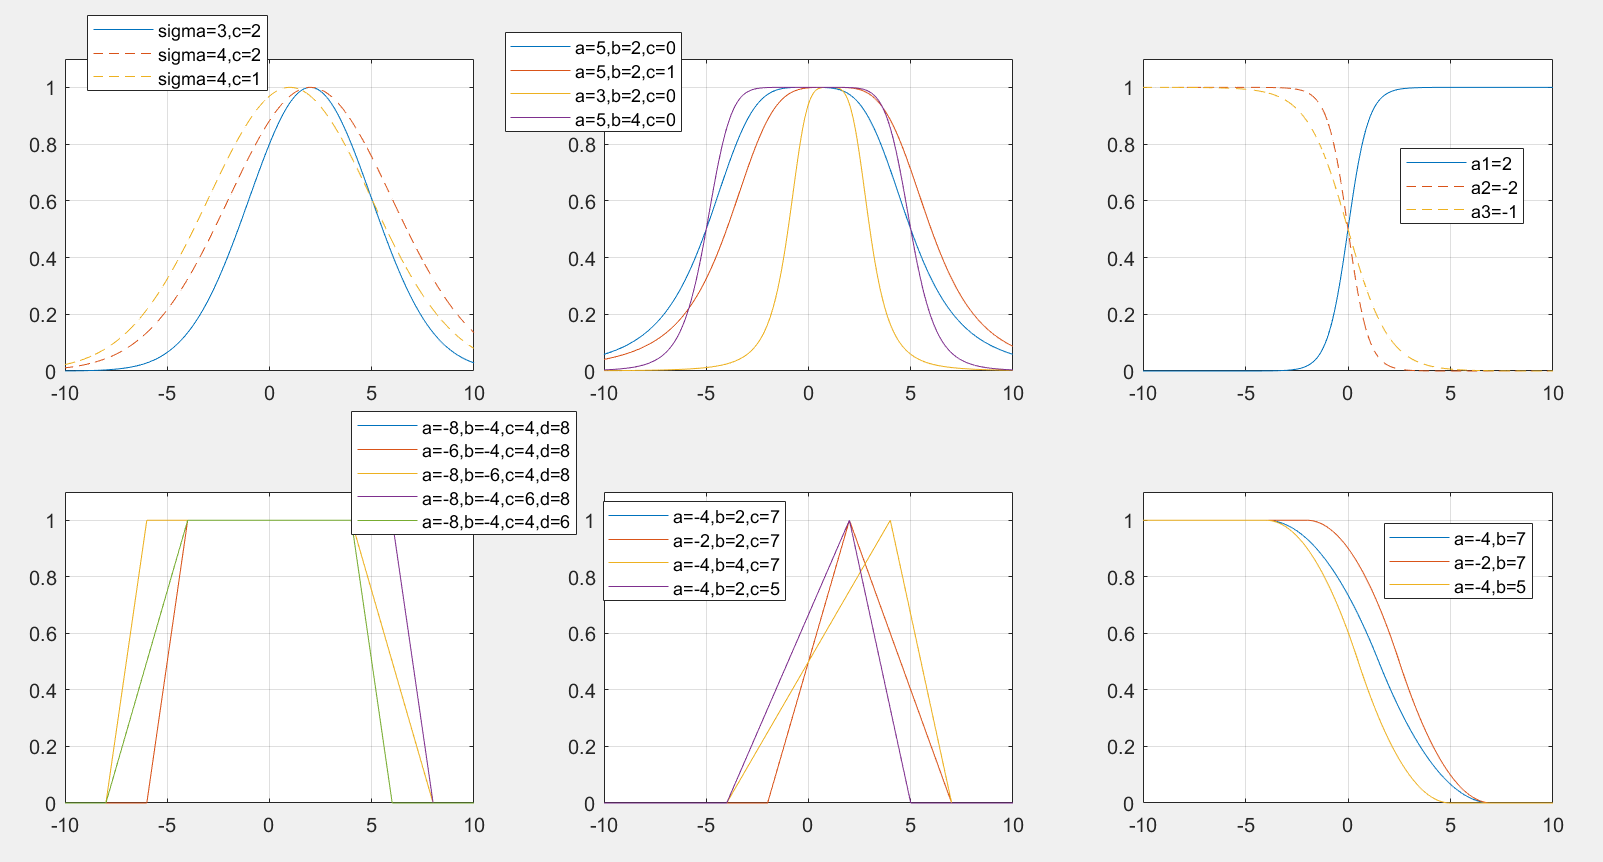 sigma=3,c=2
sigma=4,c=2
sigma=4,c=1
1
0.8
0.6
0.4
0.2
0
-10 -5 0 5 10
a=5,b=2,c=0
a=5,b=2,c=1
a=3,b=2,c=0
a=5,b=4,c=0
0.8
0.6
0.4
0.2
0
-10 -5 0 5 10
1
0.8
0.6
0.4
0.2
0
-10 -5 0 5 10
a1=2
a2=-2
a3=-1
a=-8,b=-4,c=4,d=8
a=-6,b=-4,c=4,d=8
a=-8,b=-6,c=4,d=8
a=-8,b=-4,c=6,d=8
a=-8,b=-4,c=4,d=6
1
0.8
0.6
0.4
0.2
0
-10 -5 0 5 10
a=-4,b=2,c=7
a=-2,b=2,c=7
a=-4,b=4,c=7
a=-4,b=2,c=5
1
0.8
0.6
0.4
0.2
0
-10 -5 0 5 10
a=-4,b=7
a=-2,b=7
a=-4,b=5
1
0.8
0.6
0.4
0.2
0
-10 -5 0 5 10